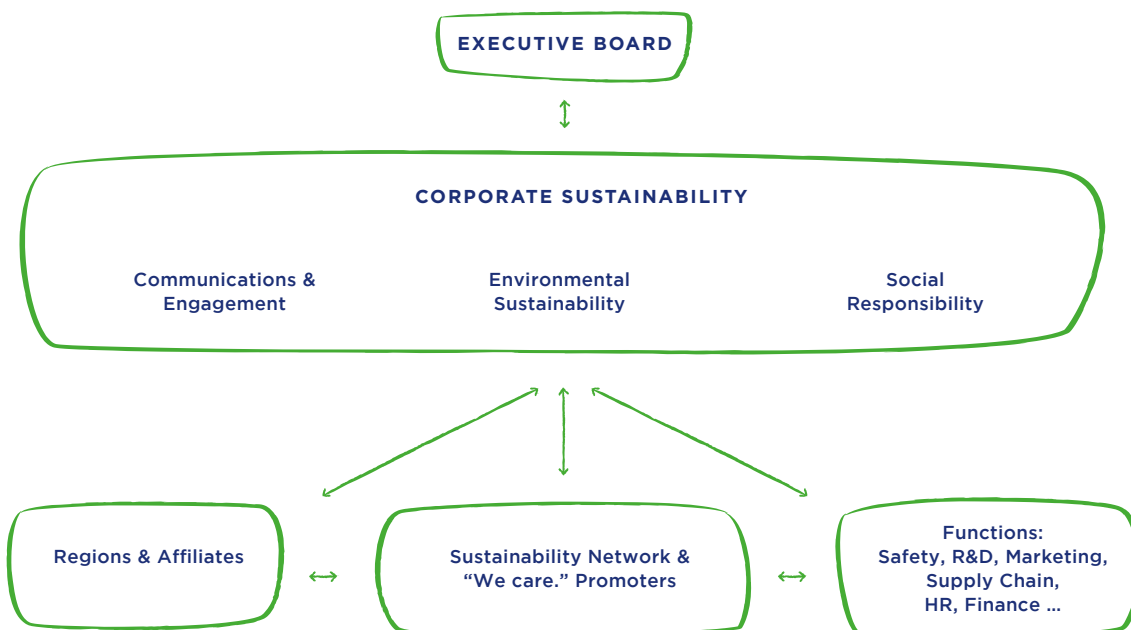 EXECUTIVE BOARD
CORPORATE SUSTAINABILITY
Communications &
Engagement
Environmental
Sustainability
Social
Responsibility
Regions & Affiliates
Sustainability Network &
“We care.” Promoters
Functions:
Safety, R&D, Marketing,
Supply Chain,
HR, Finance ...